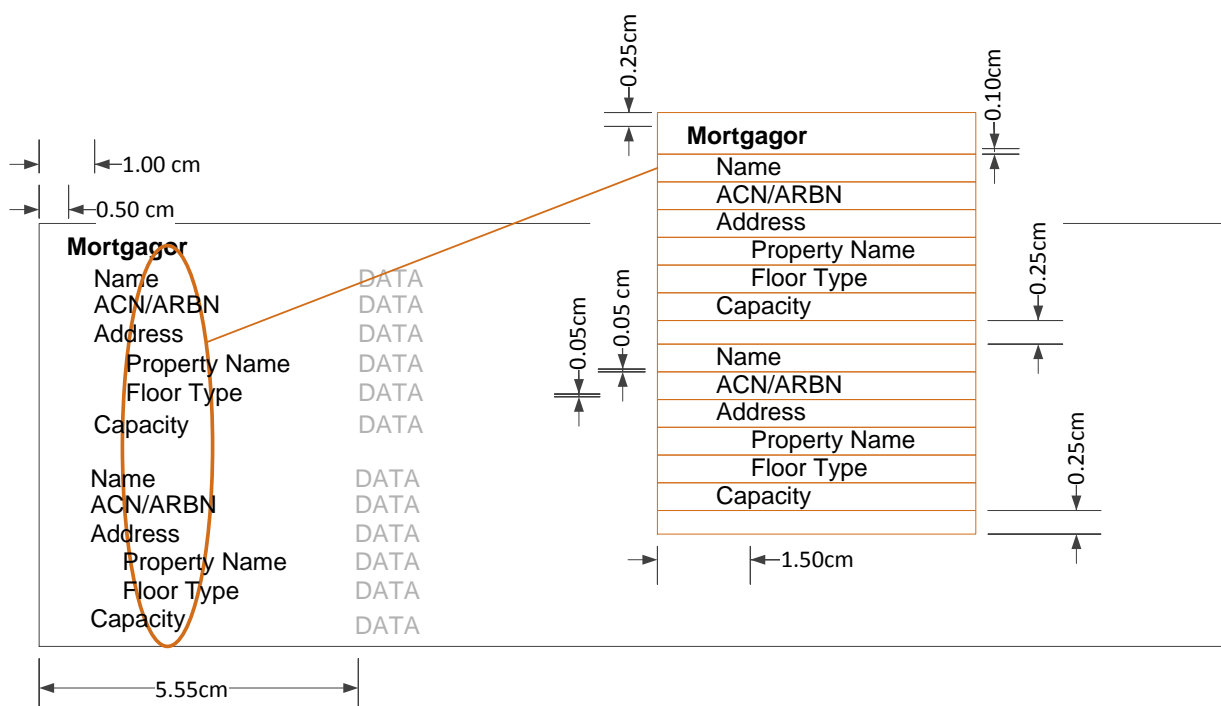 0.25cm
0.10cm
1.00 cm
0.50 cm
Mortgagor
Name DATA
ACN/ARBN DATA
Address DATA
Property Name DATA
Floor Type DATA
Capacity DATA
Name DATA
ACN/ARBN DATA
Address DATA
Property Name DATA
Floor Type DATA
Capacity DATA
5.55cm
0.05cm
0.05 cm
Mortgagor
Name
ACN/ARBN
Address
Property Name
Floor Type
Capacity
Name
ACN/ARBN
Address
Property Name
Floor Type
Capacity
0.25cm
0.25cm
1.50cm